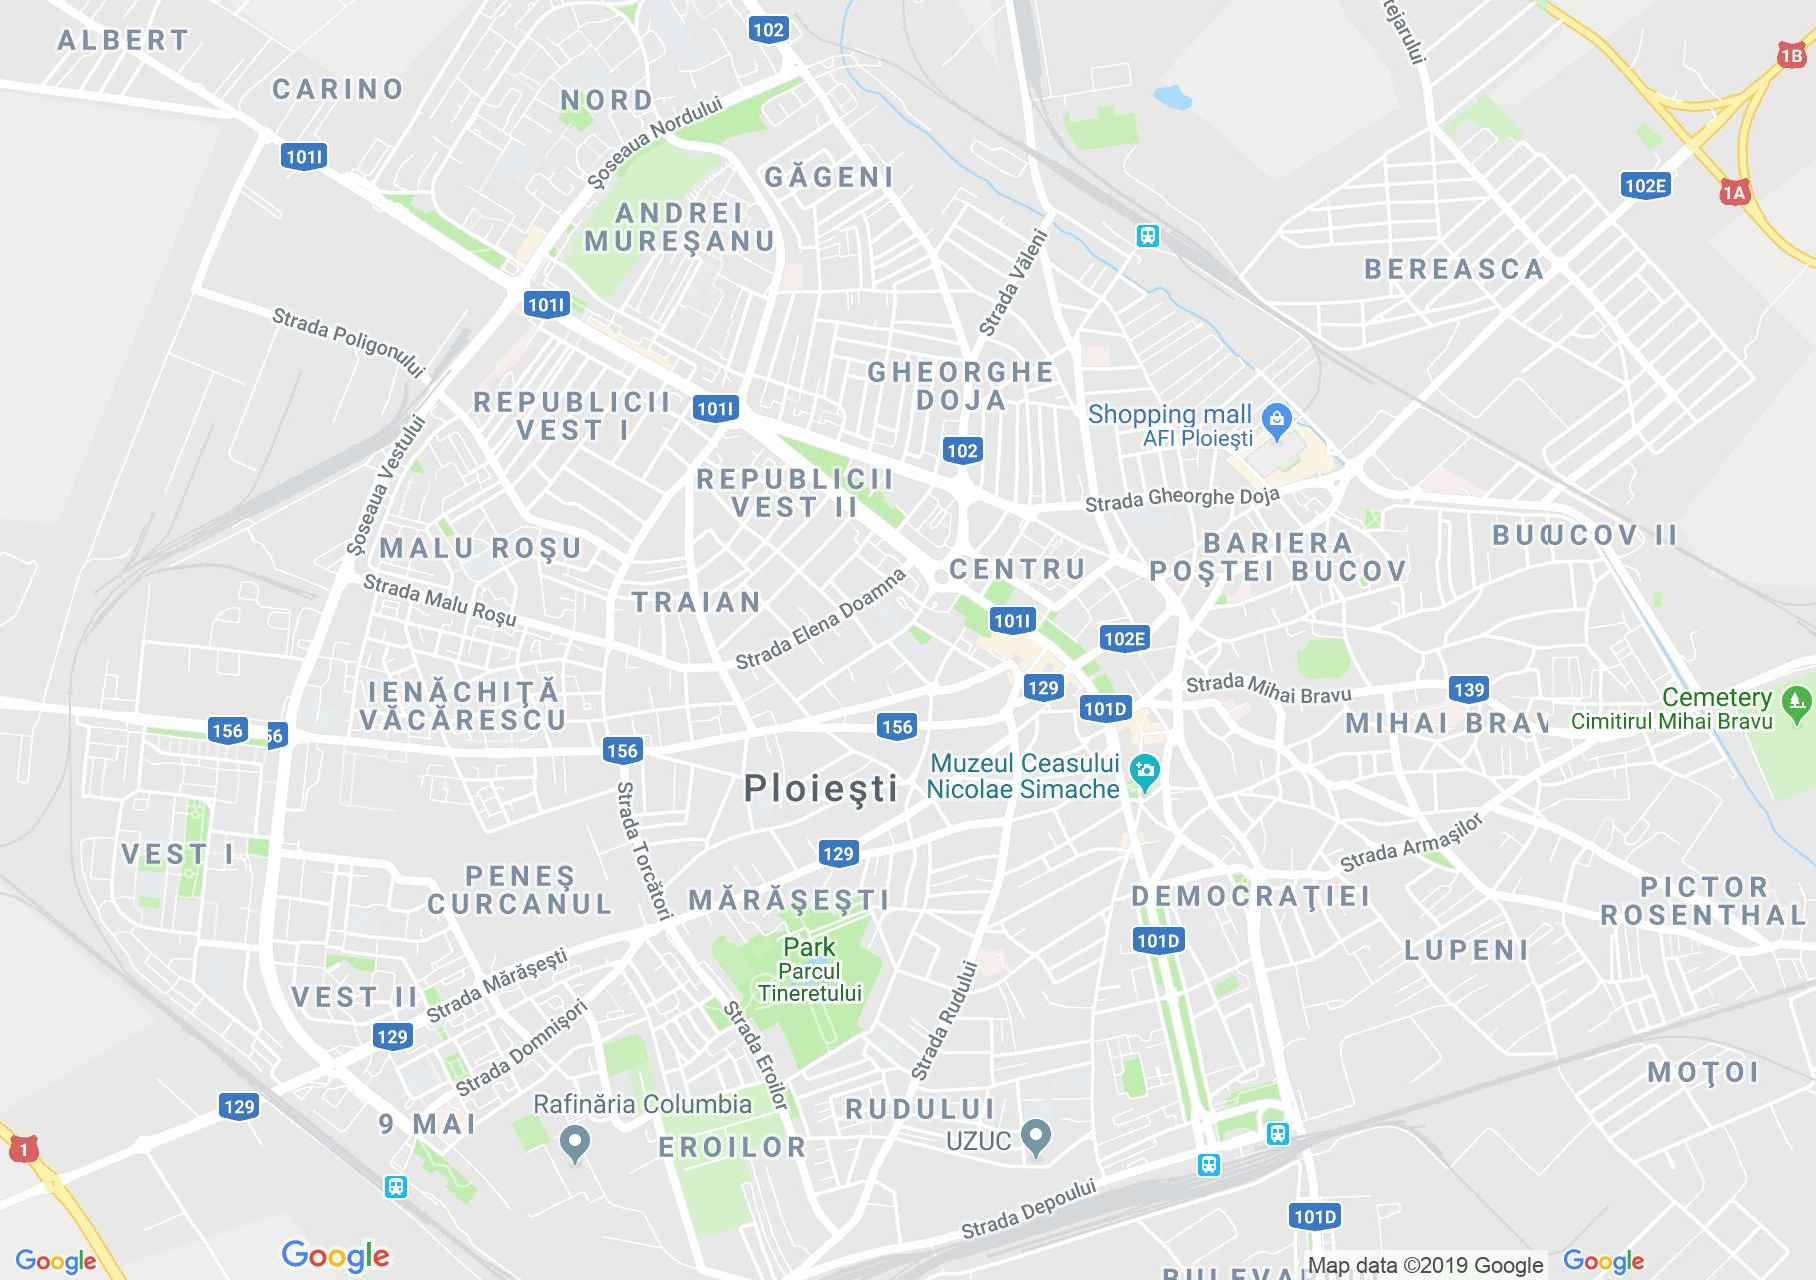 102
1B
ALBERT
tejarului
CARINO
NORD
Şoseaua Nordului
101I
GĂGENI
102E
1A
ANDREI
MUREŞANU
Strada Văleni
BEREASCA
101I
Strada Poligonului
GHEORGHE
DOJA
REPUBLICII
VEST I
101I
Shopping mall
AFI Ploieşti
102
Şoseaua Vestului
REPUBLICII
VEST II
Strada Gheorghe Doja
MALU ROŞU
BARIERA
POŞTEI BUCOV
BUCUCOV II
CENTRU
Strada Malu Roşu
TRAIAN
Strada Elena Doamna
101I
102E
IENĂCHIŢĂ
VĂCĂRESCU
129
101D
Strada Mihai Bravu
139
Cemetery
Cimitirul Mihai Bravu
MIHAI BRAV
156
56
156
156
Muzeul Ceasului
Nicolae Simache
Ploieşti
Strada Torcători
VEST I
129
Strada Armaşilor
PENEŞ
CURCANUL
MĂRĂŞEŞTI
DEMOCRAŢIEI
PICTOR
ROSENTHAL
Park
Parcul
Tineretului
101D
LUPENI
Strada Mărăşeşti
VEST II
Strada Rudului
129
Strada Domnişori
Strada Eroilor
MOŢOI
129
Rafinăria Columbia
RUDULUI
9 MAI
UZUC
EROILOR
1
Strada Depoului
101D
Google
Google
Map data ©2019 Google
Google